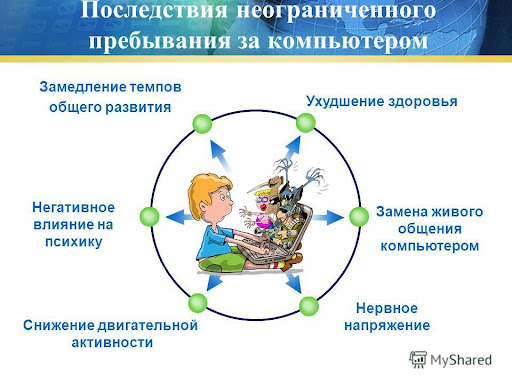 Последствия неограниченного
пребывания за компьютером
Замедление темпов
общего развития
Ухудшение здоровья
Негативное
влияние на
психику
Замена живого
общения
компьютером
Снижение двигательной
активности
Нервное
напряжение
MyShared